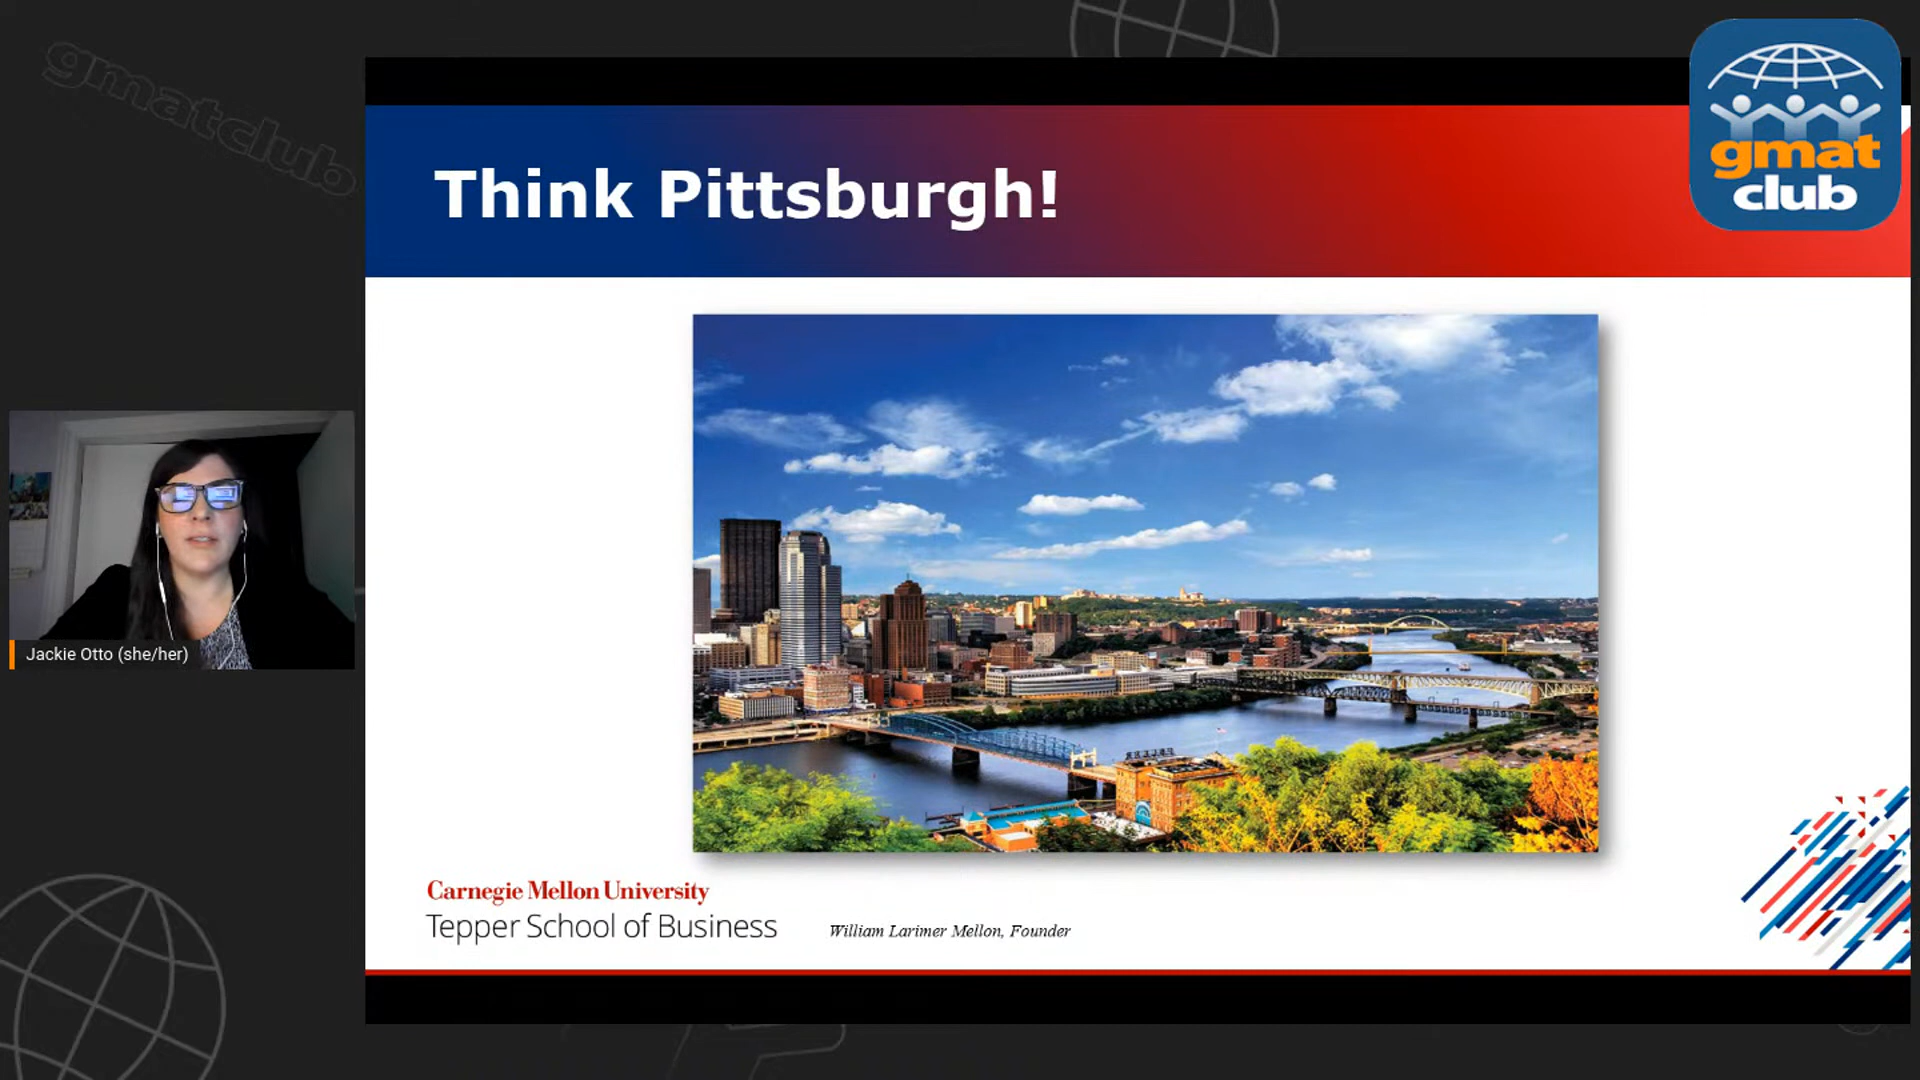 gmatclub
gmat
club
Think Pittsburgh!
Jackie Otto (she/her)
Carnegie Mellon University
Tepper School of Business
William Larimer Mellon, Founder